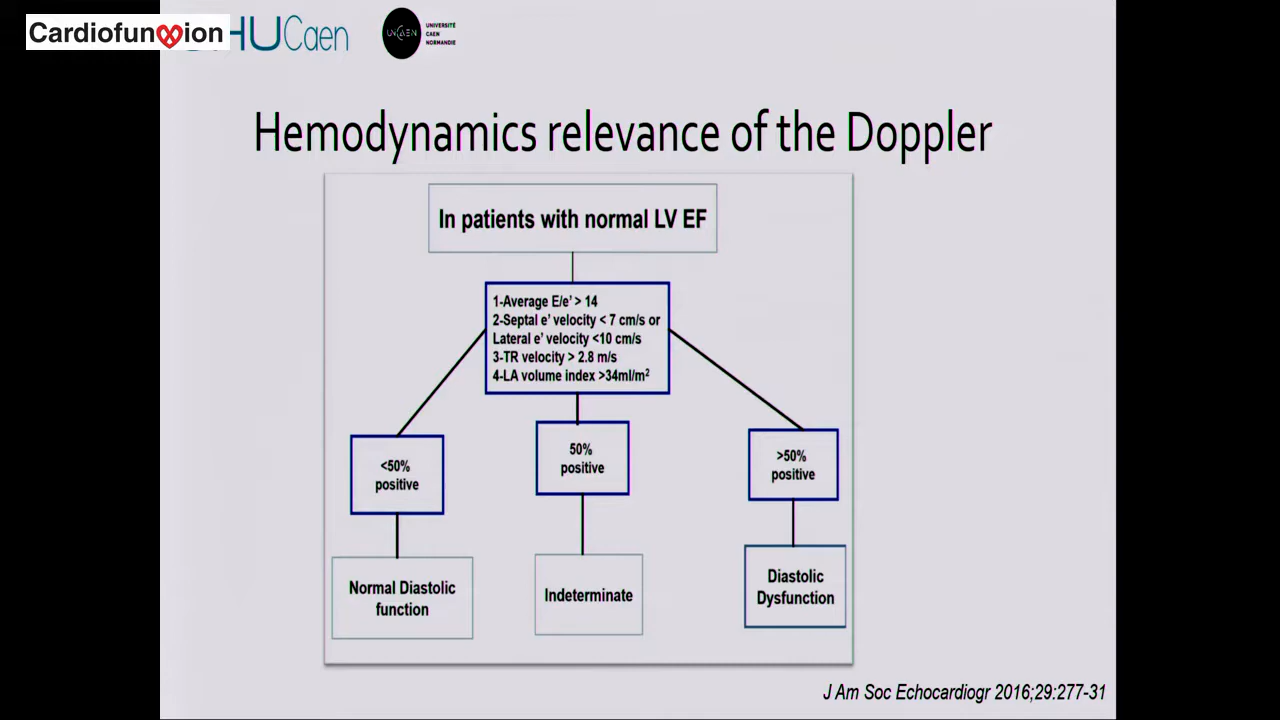 Cardiofunxion
HUCaen
UNICAEN
UNIVERSITÉ
CAEN
NORMANDIE
Hemodynamics relevance of the Doppler
In patients with normal LV EF
1-Average E/e' > 14
2-Septal e' velocity < 7 cm/s or
Lateral e' velocity <10 cm/s
3-TR velocity > 2.8 m/s
4-LA volume index >34ml/m²
<50%
positive
50%
positive
>50%
positive
Normal Diastolic
function
Indeterminate
Diastolic
Dysfunction
J Am Soc Echocardiogr 2016;29:277-31